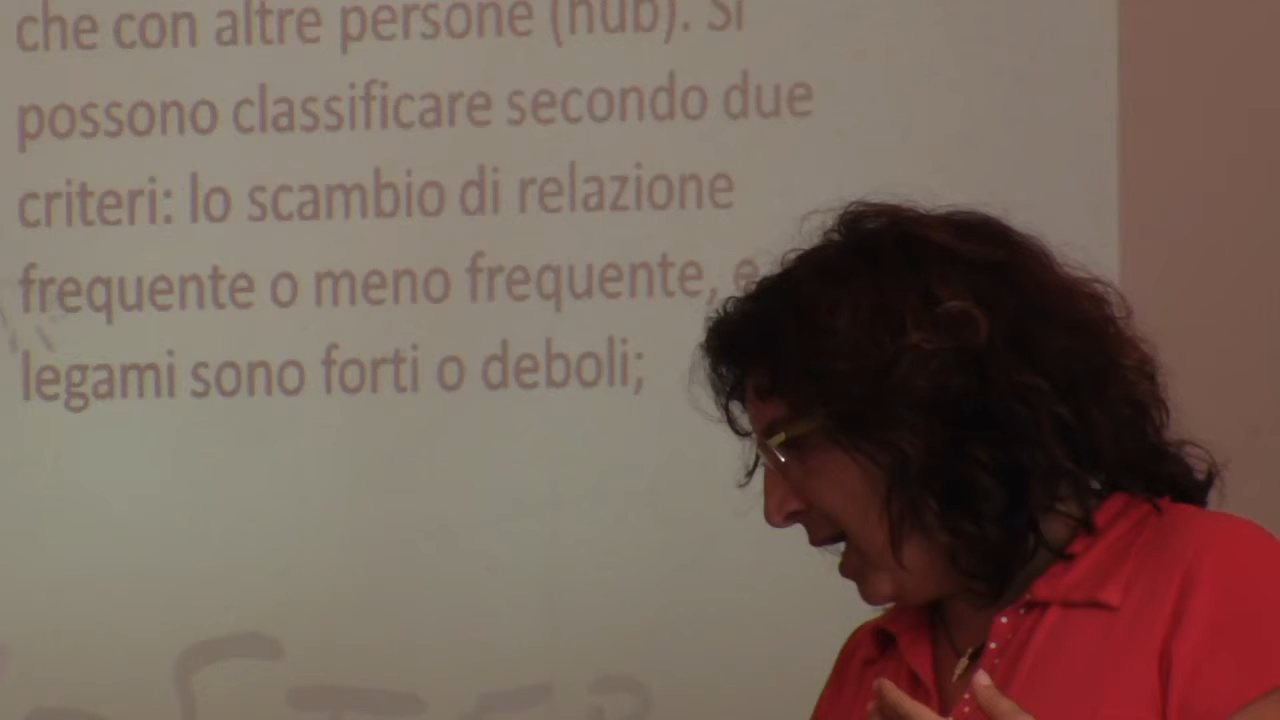 che con altre persone (hub). Si
possono classificare secondo due
criteri: lo scambio di relazione
frequente o meno frequente, e
legami sono forti o deboli;